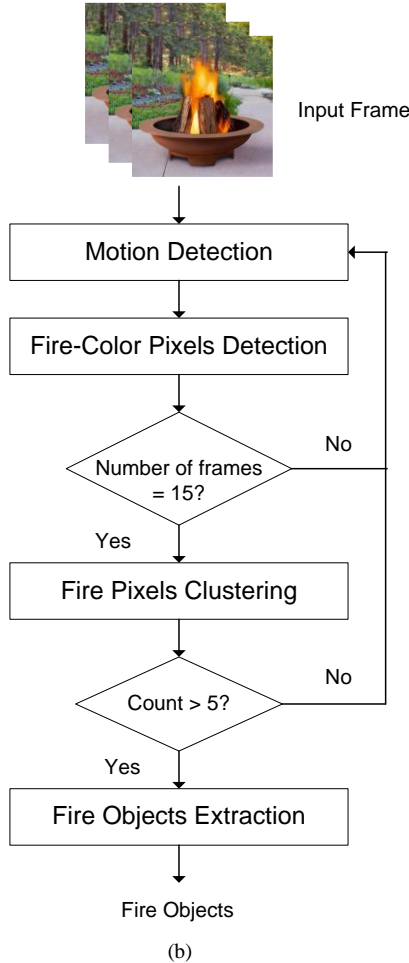 Input Frame
Motion Detection
Fire-Color Pixels Detection
Number of frames
= 15?
No
Yes
Fire Pixels Clustering
Count > 5?
No
Yes
Fire Objects Extraction
Fire Objects
(b)